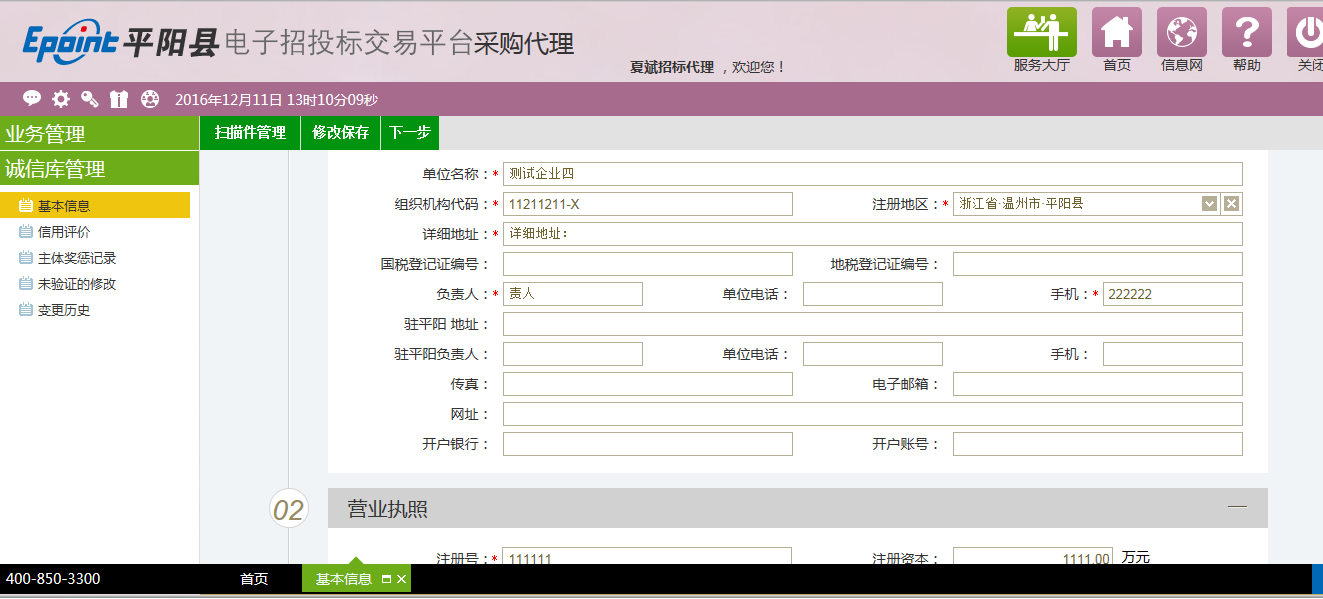 Epoint 平阳县 电子招投标交易平台采购代理
夏斌招标代理 ，欢迎您！
服务大厅 首页 信息网 帮助 关闭
2016年12月11日 13时10分09秒
业务管理
诚信库管理
基本信息
信用评价
主体奖惩记录
未验证的修改
变更历史
扫描件管理 修改保存 下一步
单位名称：* 测试企业四
组织机构代码：* 11211211-X 注册地区：* 浙江省·温州市·平阳县
详细地址：* 详细地址：
国税登记证编号： 地税登记证编号：
负责人：* 责人 单位电话： 手机：* 222222
驻平阳 地址：
驻平阳负责人： 单位电话： 手机：
传真： 电子邮箱：
网址：
开户银行： 开户账号：
02 营业执照
注册号：* 111111 注册资本： 1111.00 万元
400-850-3300 首页 基本信息